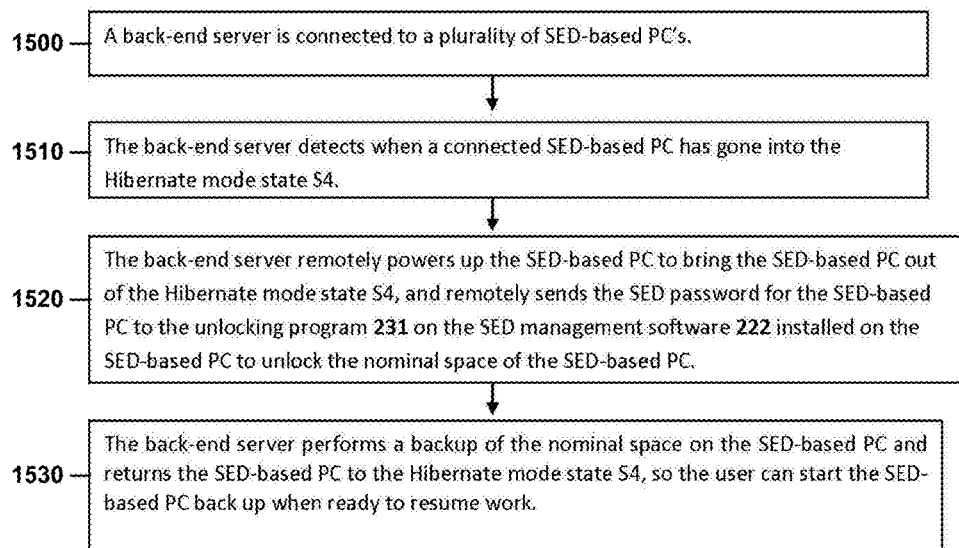 1500 — A back-end server is connected to a plurality of SED-based PC's.
1510 — The back-end server detects when a connected SED-based PC has gone into the
Hibernate mode state S4.
The back-end server remotely powers up the SED-based PC to bring the SED-based PC out
1520 — of the Hibernate mode state S4, and remotely sends the SED password for the SED-based
PC to the unlocking program 231 on the SED management software 222 installed on the
SED-based PC to unlock the nominal space of the SED-based PC.
The back-end server performs a backup of the nominal space on the SED-based PC and
1530 — returns the SED-based PC to the Hibernate mode state S4, so the user can start the SED-
based PC back up when ready to resume work.